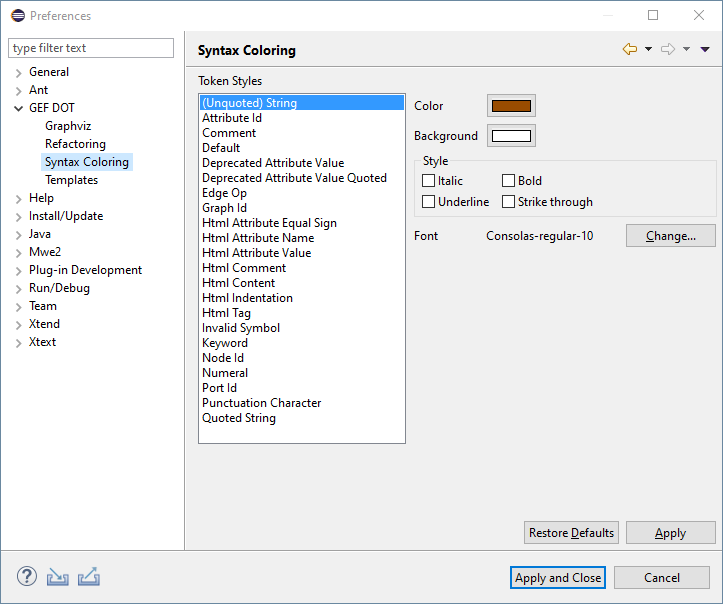 Preferences
type filter text
General
Ant
GEF DOT
Graphviz
Refactoring
Syntax Coloring
Templates
Help
Install/Update
Java
Mwe2
Plug-in Development
Run/Debug
Team
Xtend
Xtext
Syntax Coloring
Token Styles
(Unquoted) String
Attribute Id
Comment
Default
Deprecated Attribute Value
Deprecated Attribute Value Quoted
Edge Op
Graph Id
Html Attribute Equal Sign
Html Attribute Name
Html Attribute Value
Html Comment
Html Content
Html Indentation
Html Tag
Invalid Symbol
Keyword
Node Id
Numeral
Port Id
Punctuation Character
Quoted String
Color
Background
Style
Italic Bold
Underline Strike through
Font Consolas-regular-10 Change...
Restore Defaults Apply
? Apply and Close Cancel